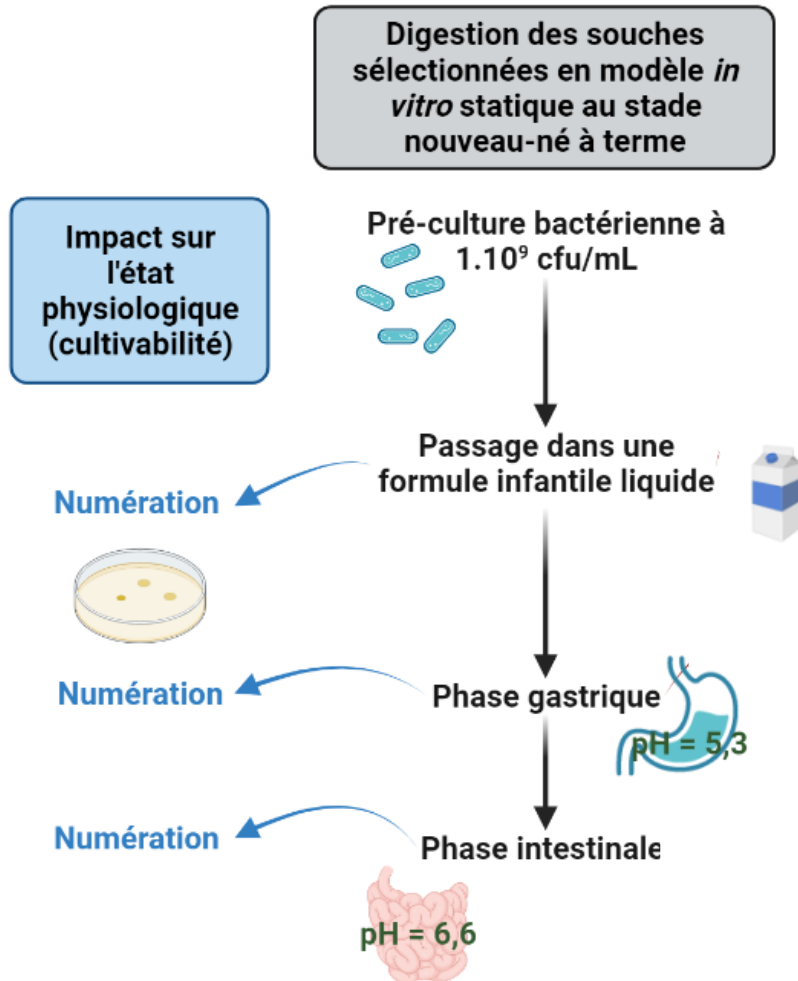 Digestion des souches
sélectionnées en modèle in
vitro statique au stade
nouveau-né à terme
Impact sur
l'état
physiologique
(cultivabilité)
Pré-culture bactérienne à
1.10⁹ cfu/mL
Passage dans une
formule infantile liquide
Numération
Numération
Phase gastrique
pH = 5,3
Numération
Phase intestinale
pH = 6,6